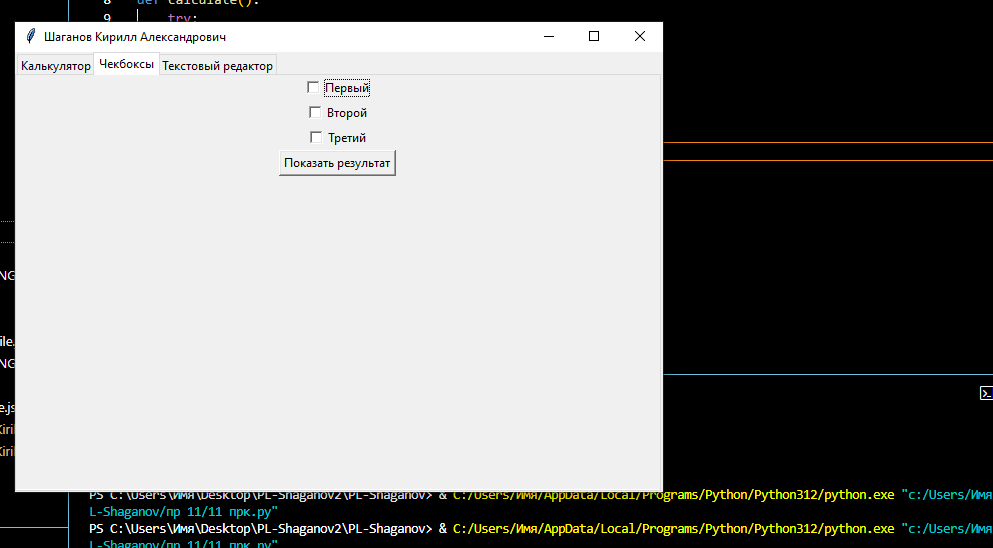 def calculate():
9 try:
Шаганов Кирилл Александрович
Калькулятор Чекбоксы Текстовый редактор
Первый
Второй
Третий
Показать результат
NG
ile.
NG
e.js
Kiril
Kiril
PS C:\Users\Имя\Desktop\PL-Shaganov2\PL-Shaganov> & C:/Users/Имя/AppData/Local/Programs/Python/Python312/python.exe "c:/Users/Имя
L-Shaganov/пр 11/11 прк.py"
PS C:\Users\Имя\Desktop\PL-Shaganov2\PL-Shaganov> & C:/Users/Имя/AppData/Local/Programs/Python/Python312/python.exe "c:/Users/Имя
L-Shaganov/пр 11/11 прк.py"